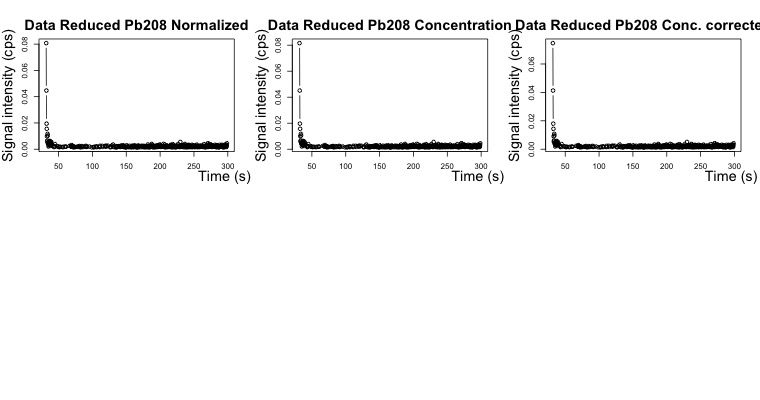 Data Reduced Pb208 Normalized
Signal intensity (cps)
0.00 0.02 0.04 0.06 0.08
50 100 150 200 250 300
Time (s)
Data Reduced Pb208 Concentration
Signal intensity (cps)
0.00 0.02 0.04 0.06 0.08
50 100 150 200 250 300
Time (s)
Data Reduced Pb208 Conc. correcte
Signal intensity (cps)
0.00 0.02 0.04 0.06
50 100 150 200 250 300
Time (s)